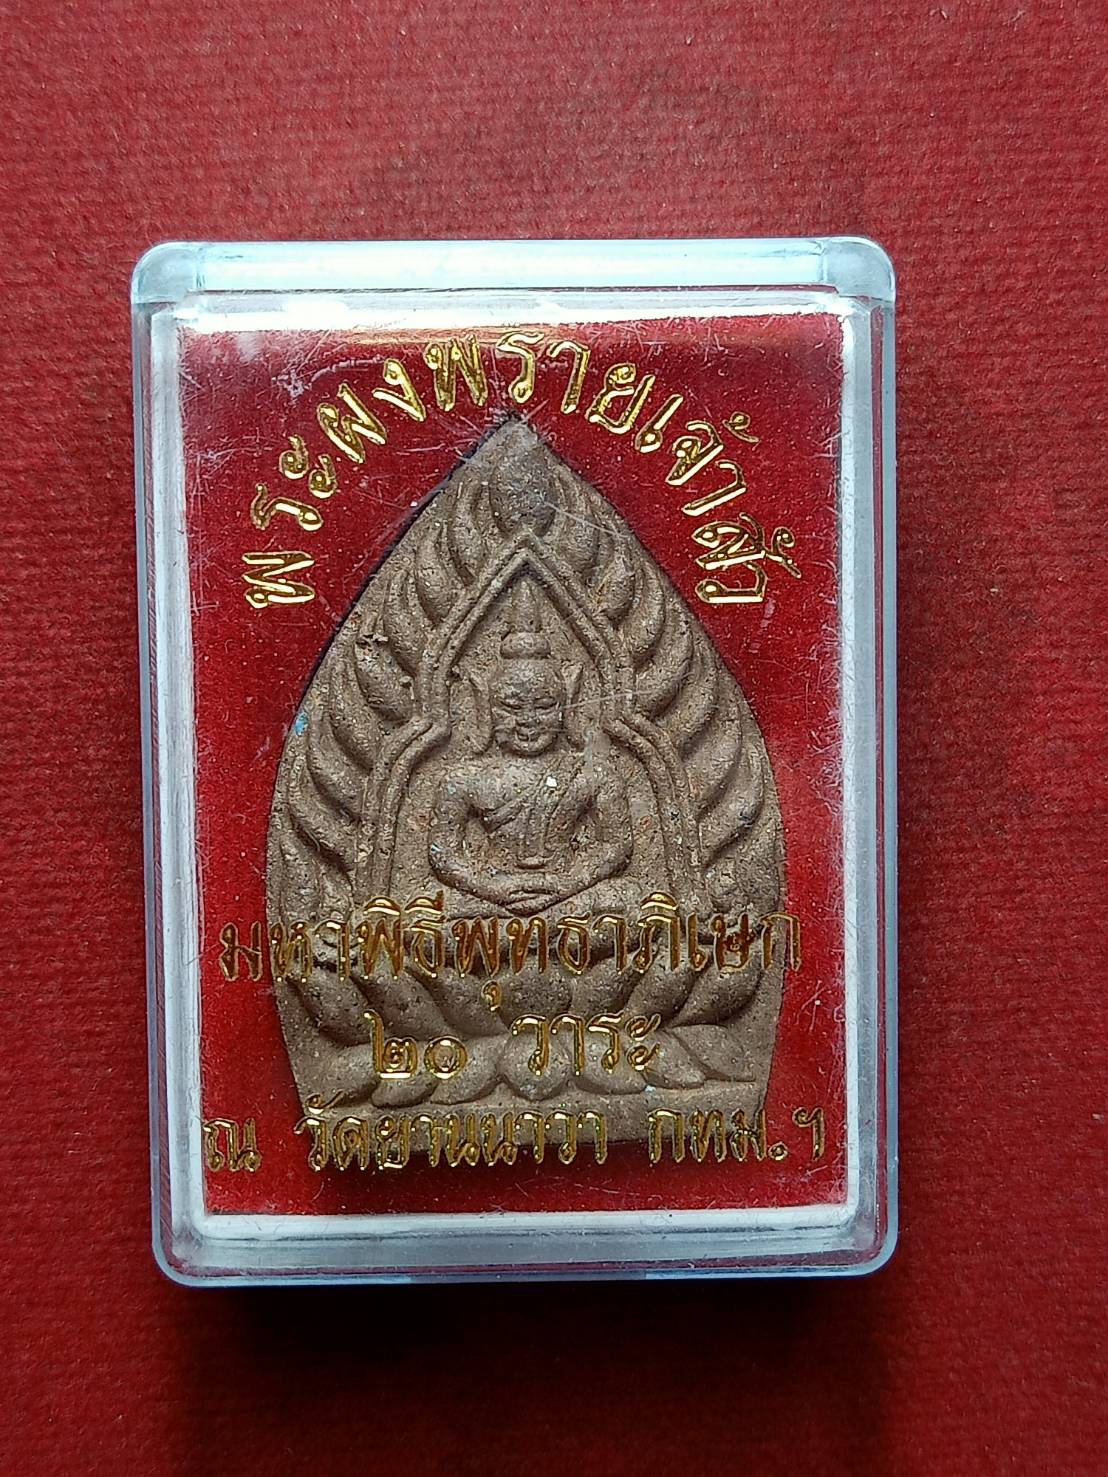 พระผงพรายเจ้าสัว
มหาพิธีพุทธาภิเษก
๒๐ วาระ
ณ วัดยานนาวา กทม.ฯ